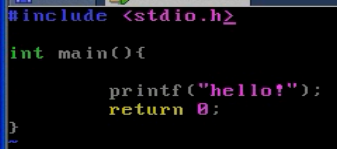 #include <stdio.h>
int main(){
printf("hello!");
return 0;
}
~